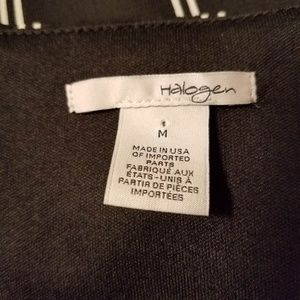 Halogen
M
MADE IN USA
OF IMPORTED
PARTS
FABRIQUÉ AUX
ÉTATS-UNIS À
PARTIR DE PIÈCES
IMPORTÉES